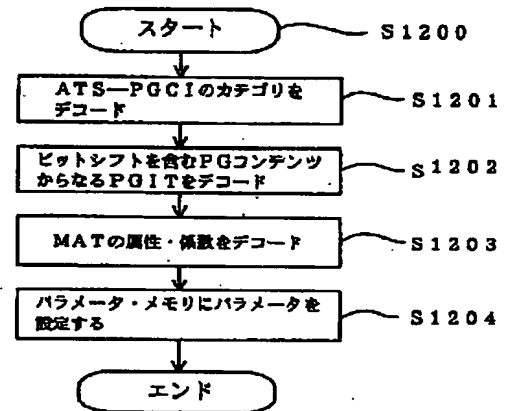 スタート
S1200
ATS—PGCIのカテゴリを
デコード
S1201
ビットシフトを含むPGコンテンツ
からなるPGITをデコード
S1202
MATの属性・係数をデコード
S1203
パラメータ・メモリにパラメータを
設定する
S1204
エンド